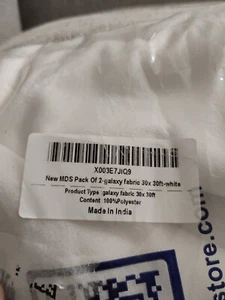 X003E7JIQ9
New MDS Pack Of 2-galaxy fabric 30x 30ft-white
Product Type :galaxy fabric 30x 30ft
Content :100%Polyester
Made In India
store.com